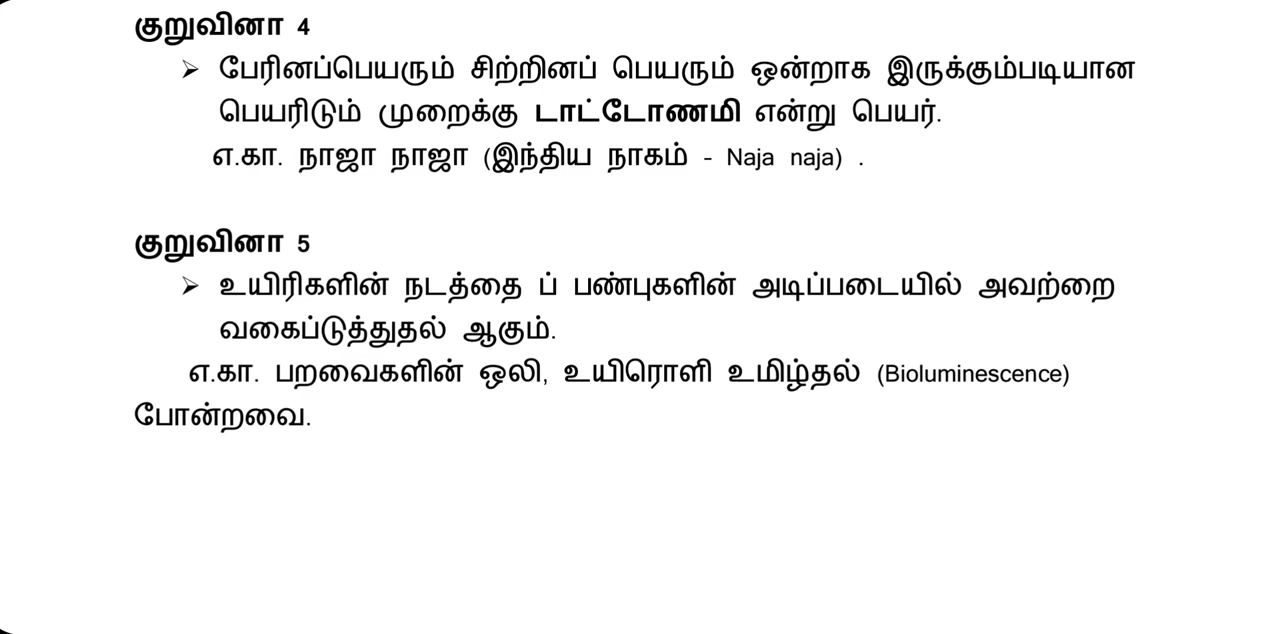 குறுவினா 4
➢ பேரினப்பெயரும் சிற்றினப் பெயரும் ஒன்றாக இருக்கும்படியான
பெயரிடும் முறைக்கு டாட்டோணமி என்று பெயர்.
எ.கா. நாஜா நாஜா (இந்திய நாகம் - Naja naja) .
குறுவினா 5
➢ உயிரிகளின் நடத்தை ப் பண்புகளின் அடிப்படையில் அவற்றை
வகைப்டுத்துதல் ஆகும்.
எ.கா. பறவைகளின் ஒலி, உயிரொளி உமிழ்தல் (Bioluminescence)
போன்றவை.